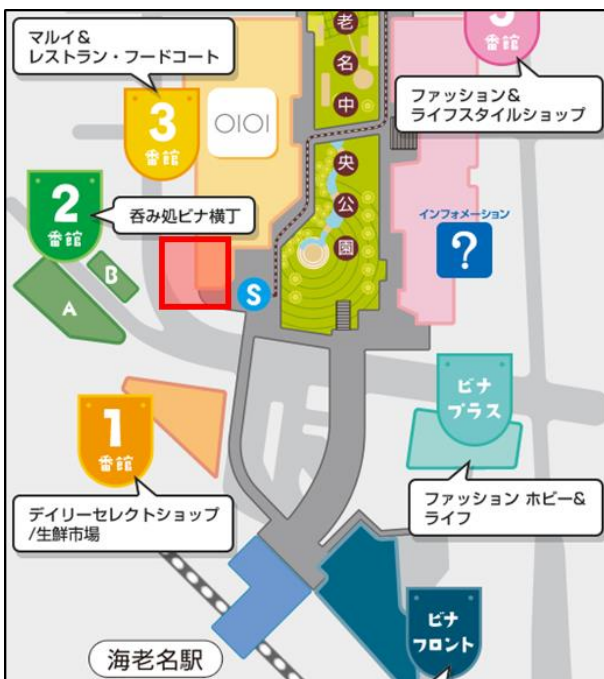 マルイ&
レストラン・フードコート
3
番館
OIOI
老
名
中
央
公
園
番館
ファッション&
ライフスタイルショップ
2
番館
呑み処ビナ横丁
インフォメーション
?
A
B
S
1
番館
デイリーセレクトショップ
/生鮮市場
ビナ
プラス
ファッション ホビー&
ライフ
ビナ
フロント
海老名駅